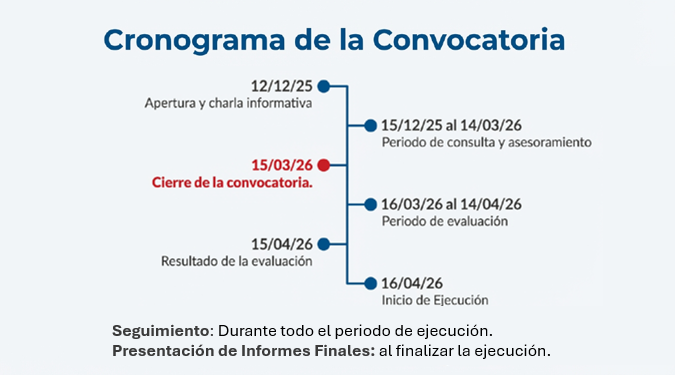 Cronograma de la Convocatoria
12/12/25
Apertura y charla informativa
15/12/25 al 14/03/26
Periodo de consulta y asesoramiento
15/03/26
Cierre de la convocatoria.
16/03/26 al 14/04/26
Periodo de evaluación
15/04/26
Resultado de la evaluación
16/04/26
Inicio de Ejecución
Seguimiento: Durante todo el periodo de ejecución.
Presentación de Informes Finales: al finalizar la ejecución.